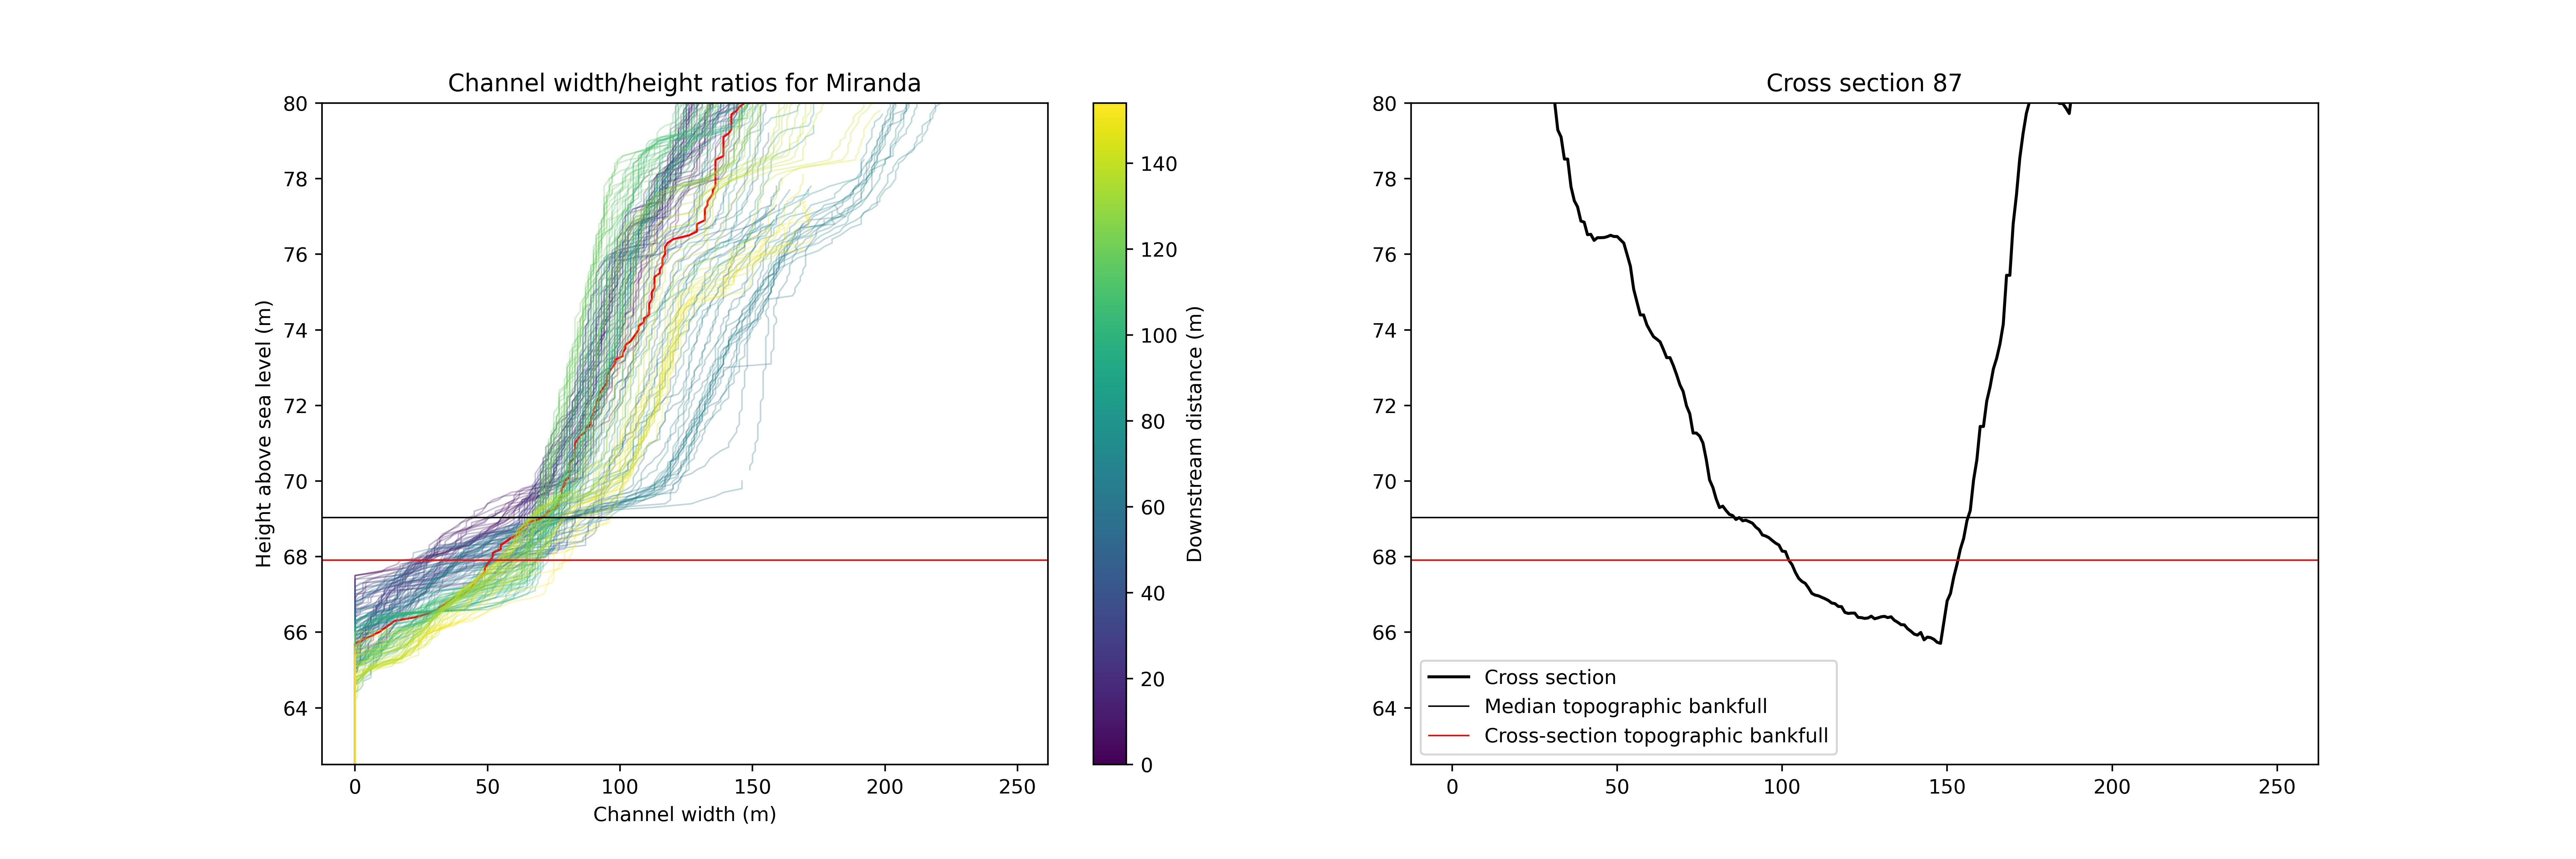 Channel width/height ratios for Miranda
80
78
76
74
72
70
68
66
64
Height above sea level (m)
0 50 100 150 200 250
Channel width (m)
140
120
100
80
60
40
20
0
Downstream distance (m)
Cross section 87
80
78
76
74
72
70
68
66
64
Cross section
Median topographic bankfull
Cross-section topographic bankfull
0 50 100 150 200 250